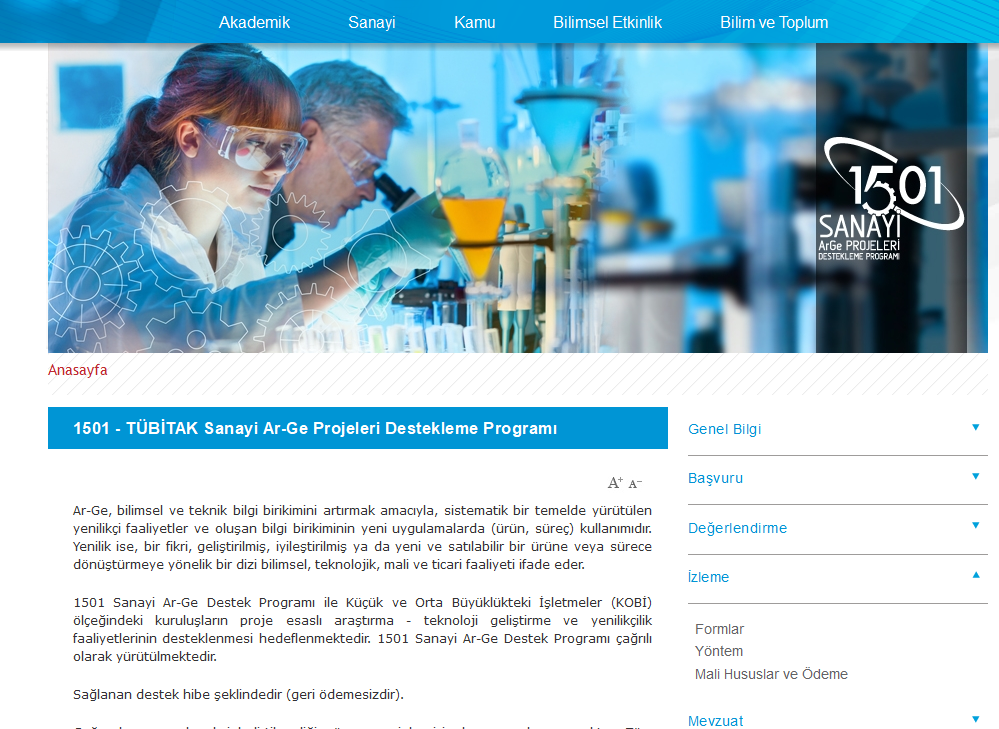 Akademik
Sanayi
Kamu
Bilimsel Etkinlik
Bilim ve Toplum
1501
SANAYİ
ArGe PROJELERİ
DESTEKLEME PROGRAMI
Anasayfa
1501 - TÜBİTAK Sanayi Ar-Ge Projeleri Destekleme Programı
A+ A−
Ar-Ge, bilimsel ve teknik bilgi birikimini artırmak amacıyla, sistematik bir temelde yürütülen
yenilikçi faaliyetler ve oluşan bilgi birikiminin yeni uygulamalarda (ürün, süreç) kullanımıdır.
Yenilik ise, bir fikri, geliştirilmiş, iyileştirilmiş ya da yeni ve satılabilir bir ürüne veya sürece
dönüştürmeye yönelik bir dizi bilimsel, teknolojik, mali ve ticari faaliyeti ifade eder.
1501 Sanayi Ar-Ge Destek Programı ile Küçük ve Orta Büyüklükteki İşletmeler (KOBİ)
ölçeğindeki kuruluşların proje esaslı araştırma - teknoloji geliştirme ve yenilikçilik
faaliyetlerinin desteklenmesi hedeflenmektedir. 1501 Sanayi Ar-Ge Destek Programı çağrılı
olarak yürütülmektedir.
Sağlanan destek hibe şeklindedir (geri ödemesizdir).
Genel Bilgi
Başvuru
Değerlendirme
İzleme
Formlar
Yöntem
Mali Hususlar ve Ödeme
Mevzuat